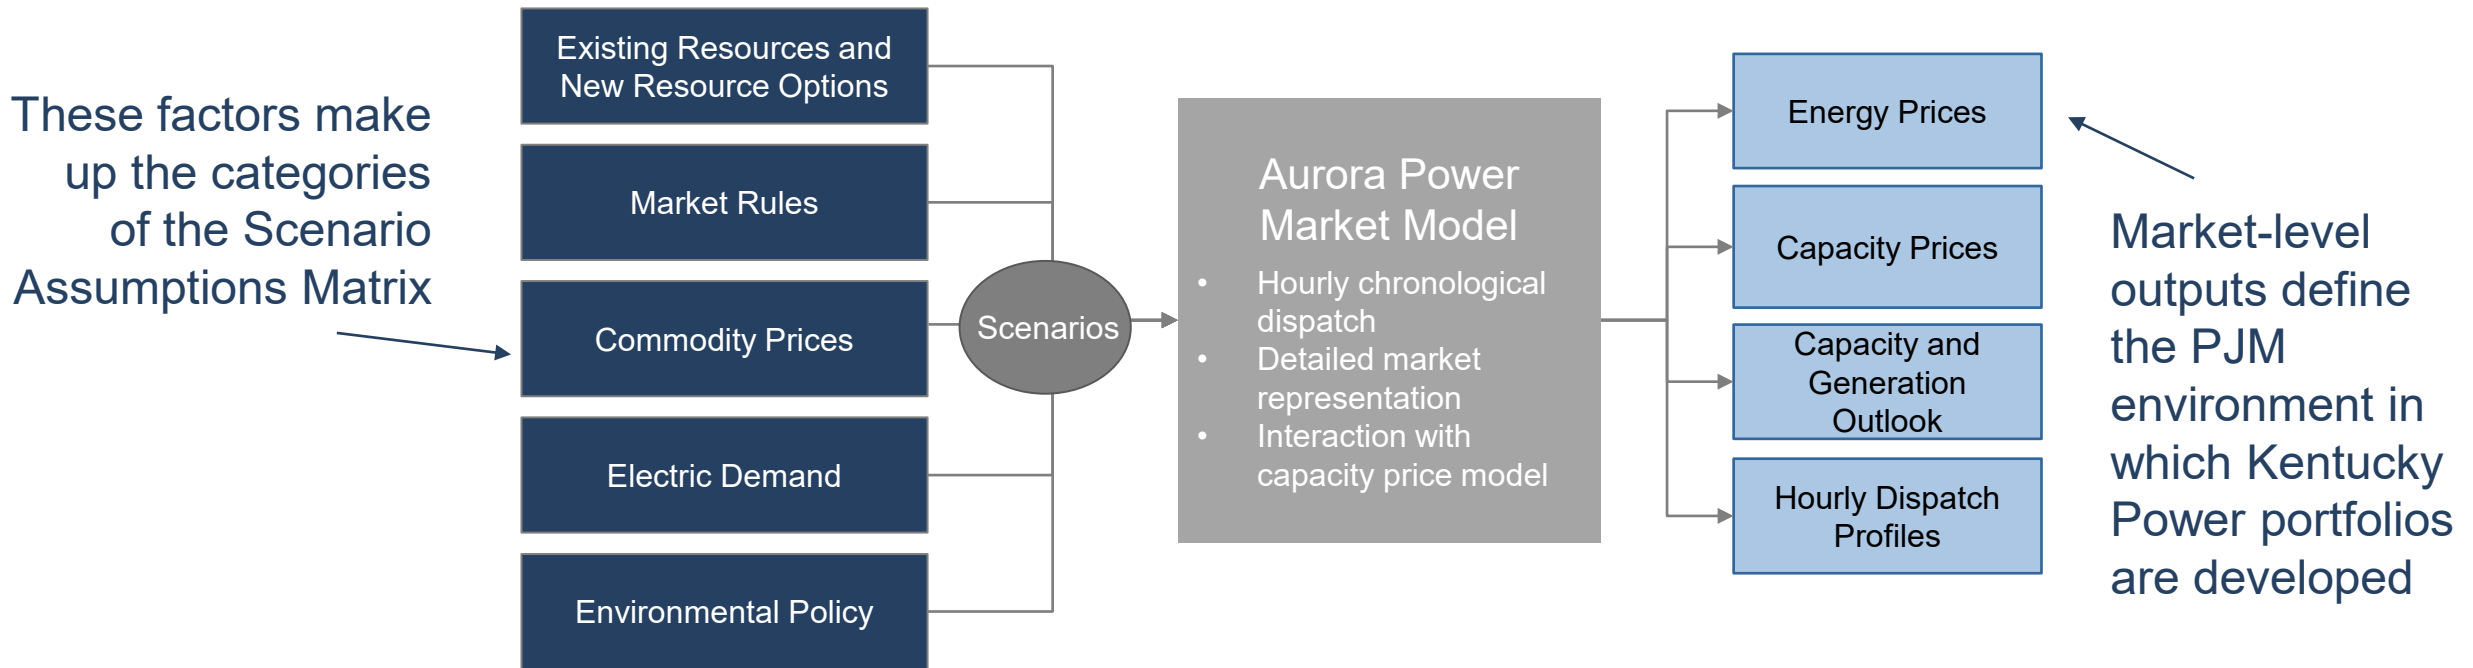 These factors make
up the categories
of the Scenario
Assumptions Matrix
Existing Resources and
New Resource Options
Market Rules
Commodity Prices
Electric Demand
Environmental Policy
Scenarios
Aurora Power
Market Model
• Hourly chronological
dispatch
• Detailed market
representation
• Interaction with
capacity price model
Energy Prices
Capacity Prices
Capacity and
Generation
Outlook
Hourly Dispatch
Profiles
Market-level
outputs define
the PJM
environment in
which Kentucky
Power portfolios
are developed